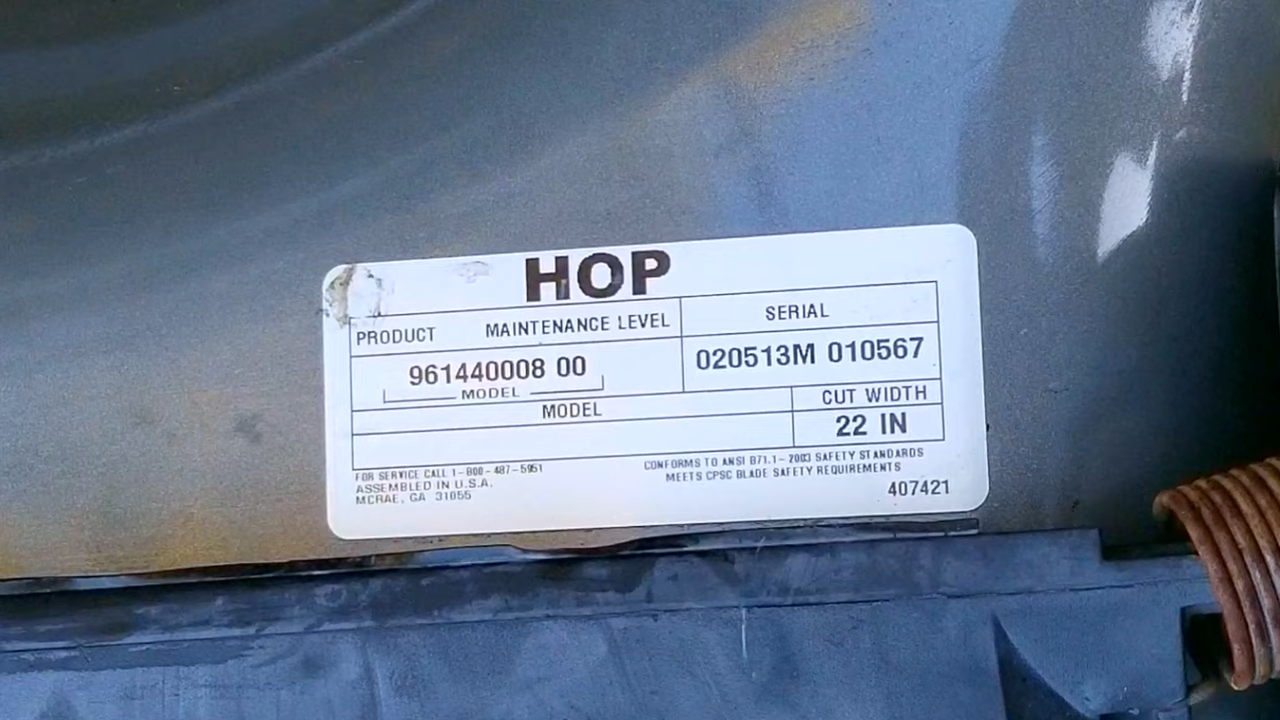 HOP
PRODUCT MAINTENANCE LEVEL SERIAL
961440008 00 020513M 010567
MODEL CUT WIDTH
MODEL
22 IN
FOR SERVICE CALL 1-800-487-5951
ASSEMBLED IN U.S.A.
MCRAE, GA 31055
CONFORMS TO ANSI B71.1-2003 SAFETY STANDARDS
MEETS CPSC BLADE SAFETY REQUIREMENTS
407421